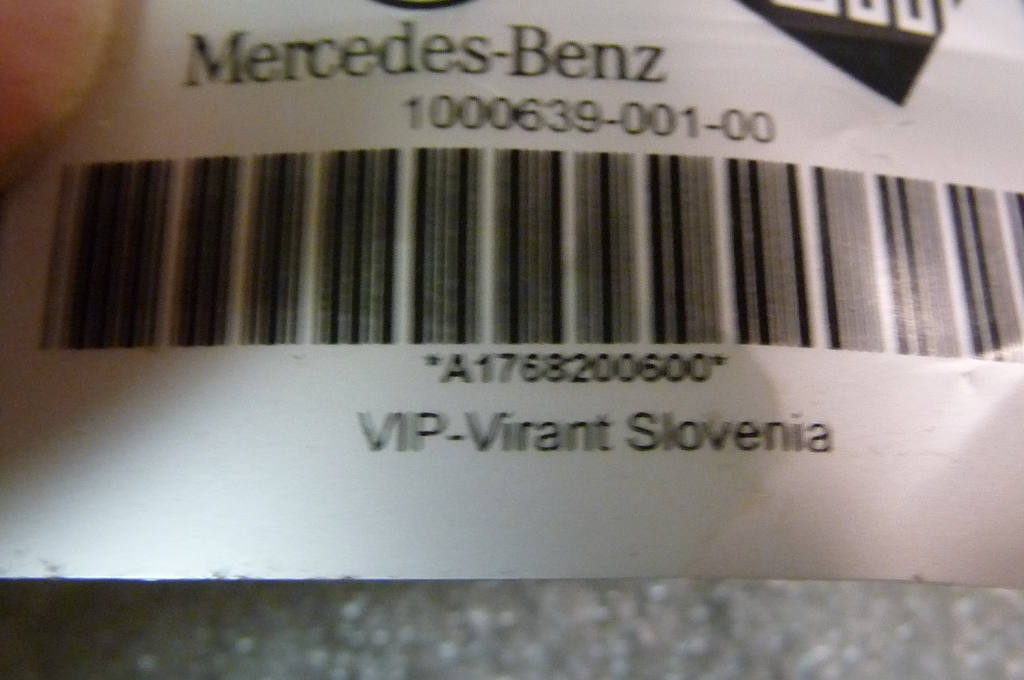 Mercedes-Benz
1000639-001-00
*A1768200600*
VIP-Virant Slovenia